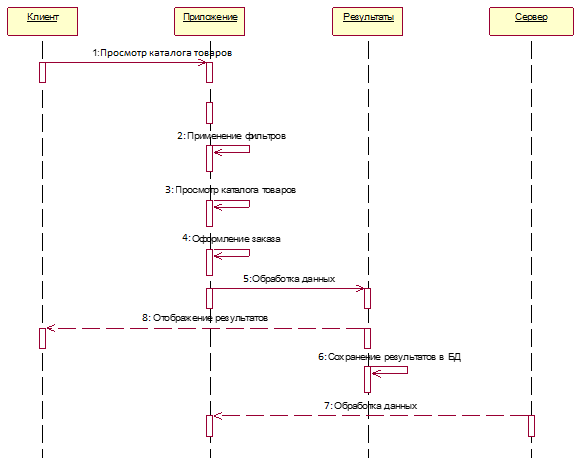 Клиент
Приложение
Результаты
Сервер
1:Просмотр каталога товаров
2:Применение фильтров
3:Просмотр каталога товаров
4:Оформление заказа
5:Обработка данных
8: Отображение результатов
6:Сохранение результатов в БД
7:Обработка данных